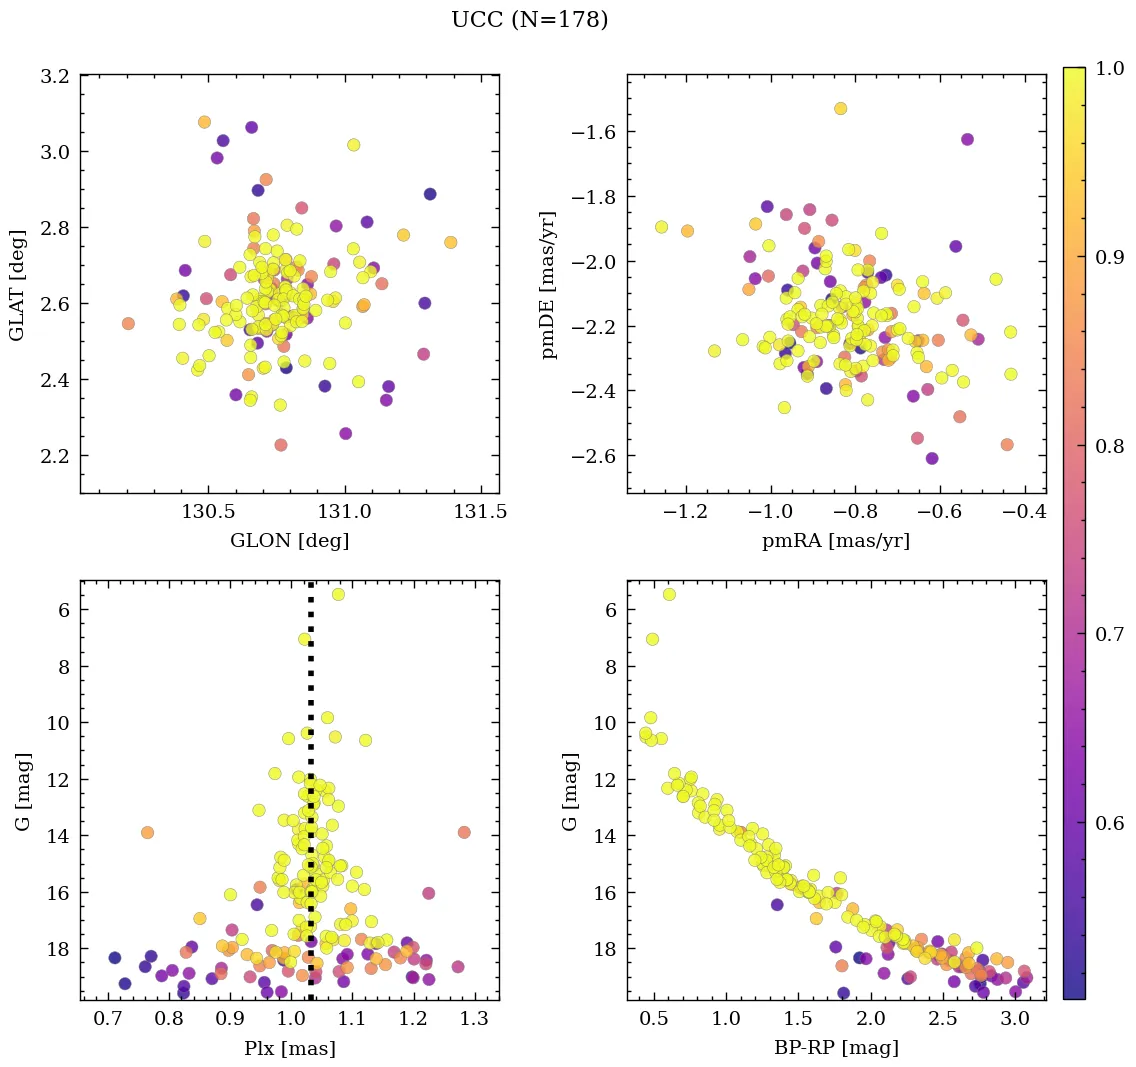 UCC (N=178)
3.2
3.0
2.8
2.6
2.4
2.2
GLAT [deg]
130.5 131.0 131.5
GLON [deg]
−1.6
−1.8
−2.0
−2.2
−2.4
−2.6
pmDE [mas/yr]
−1.2 −1.0 −0.8 −0.6 −0.4
pmRA [mas/yr]
1.0
0.9
0.8
0.7
0.6
6
8
10
12
14
16
18
G [mag]
0.7 0.8 0.9 1.0 1.1 1.2 1.3
Plx [mas]
6
8
10
12
14
16
18
G [mag]
0.5 1.0 1.5 2.0 2.5 3.0
BP-RP [mag]